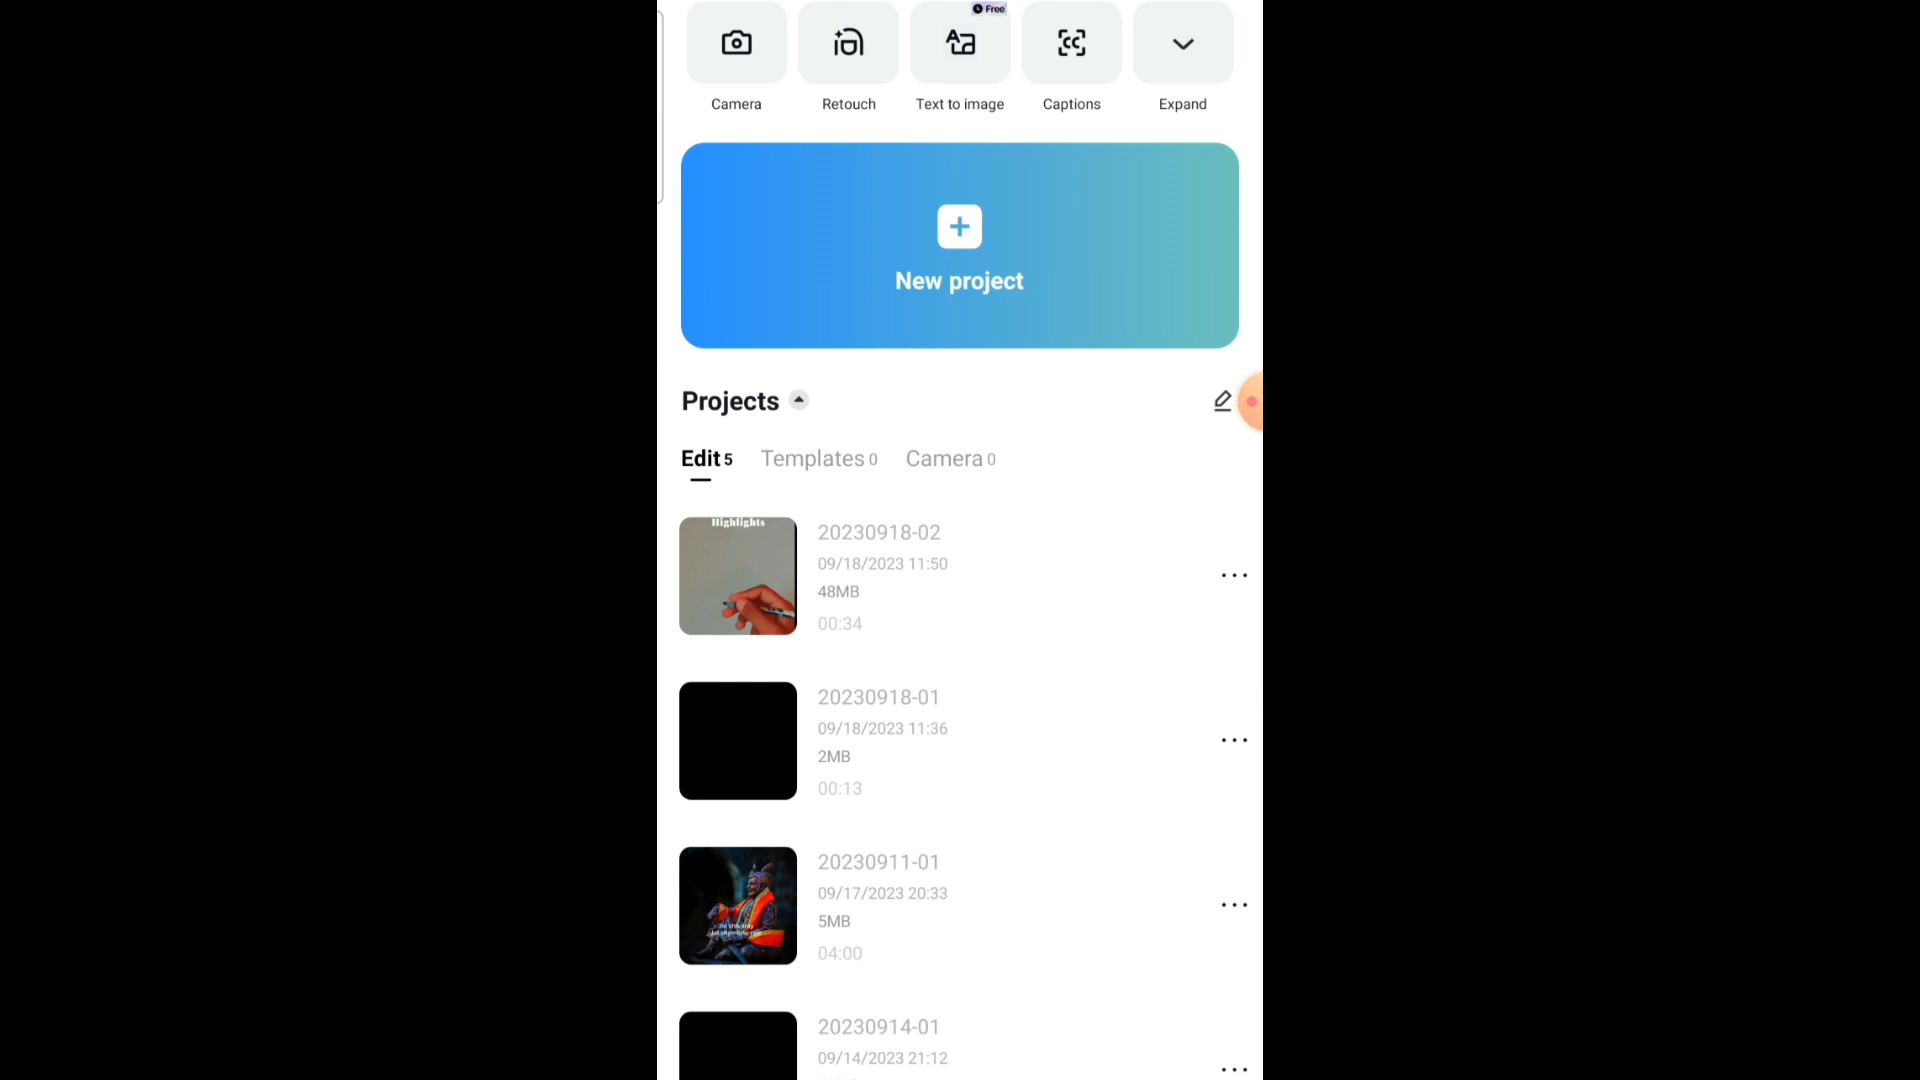 Free
Camera
Retouch
Text to image
Captions
Expand
New project
Projects
Edit 5
Templates 0
Camera 0
Highlights
20230918-02
09/18/2023 11:50
48MB
00:34
20230918-01
09/18/2023 11:36
2MB
00:13
20230911-01
09/17/2023 20:33
5MB
04:00
20230914-01
09/14/2023 21:12